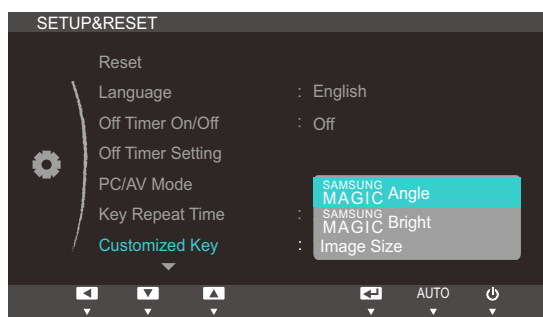 SETUP&RESET
Reset
Language : English
Off Timer On/Off : Off
Off Timer Setting
PC/AV Mode
SAMSUNG MAGIC Angle
Key Repeat Time :
SAMSUNG MAGIC Bright
Customized Key : Image Size
AUTO